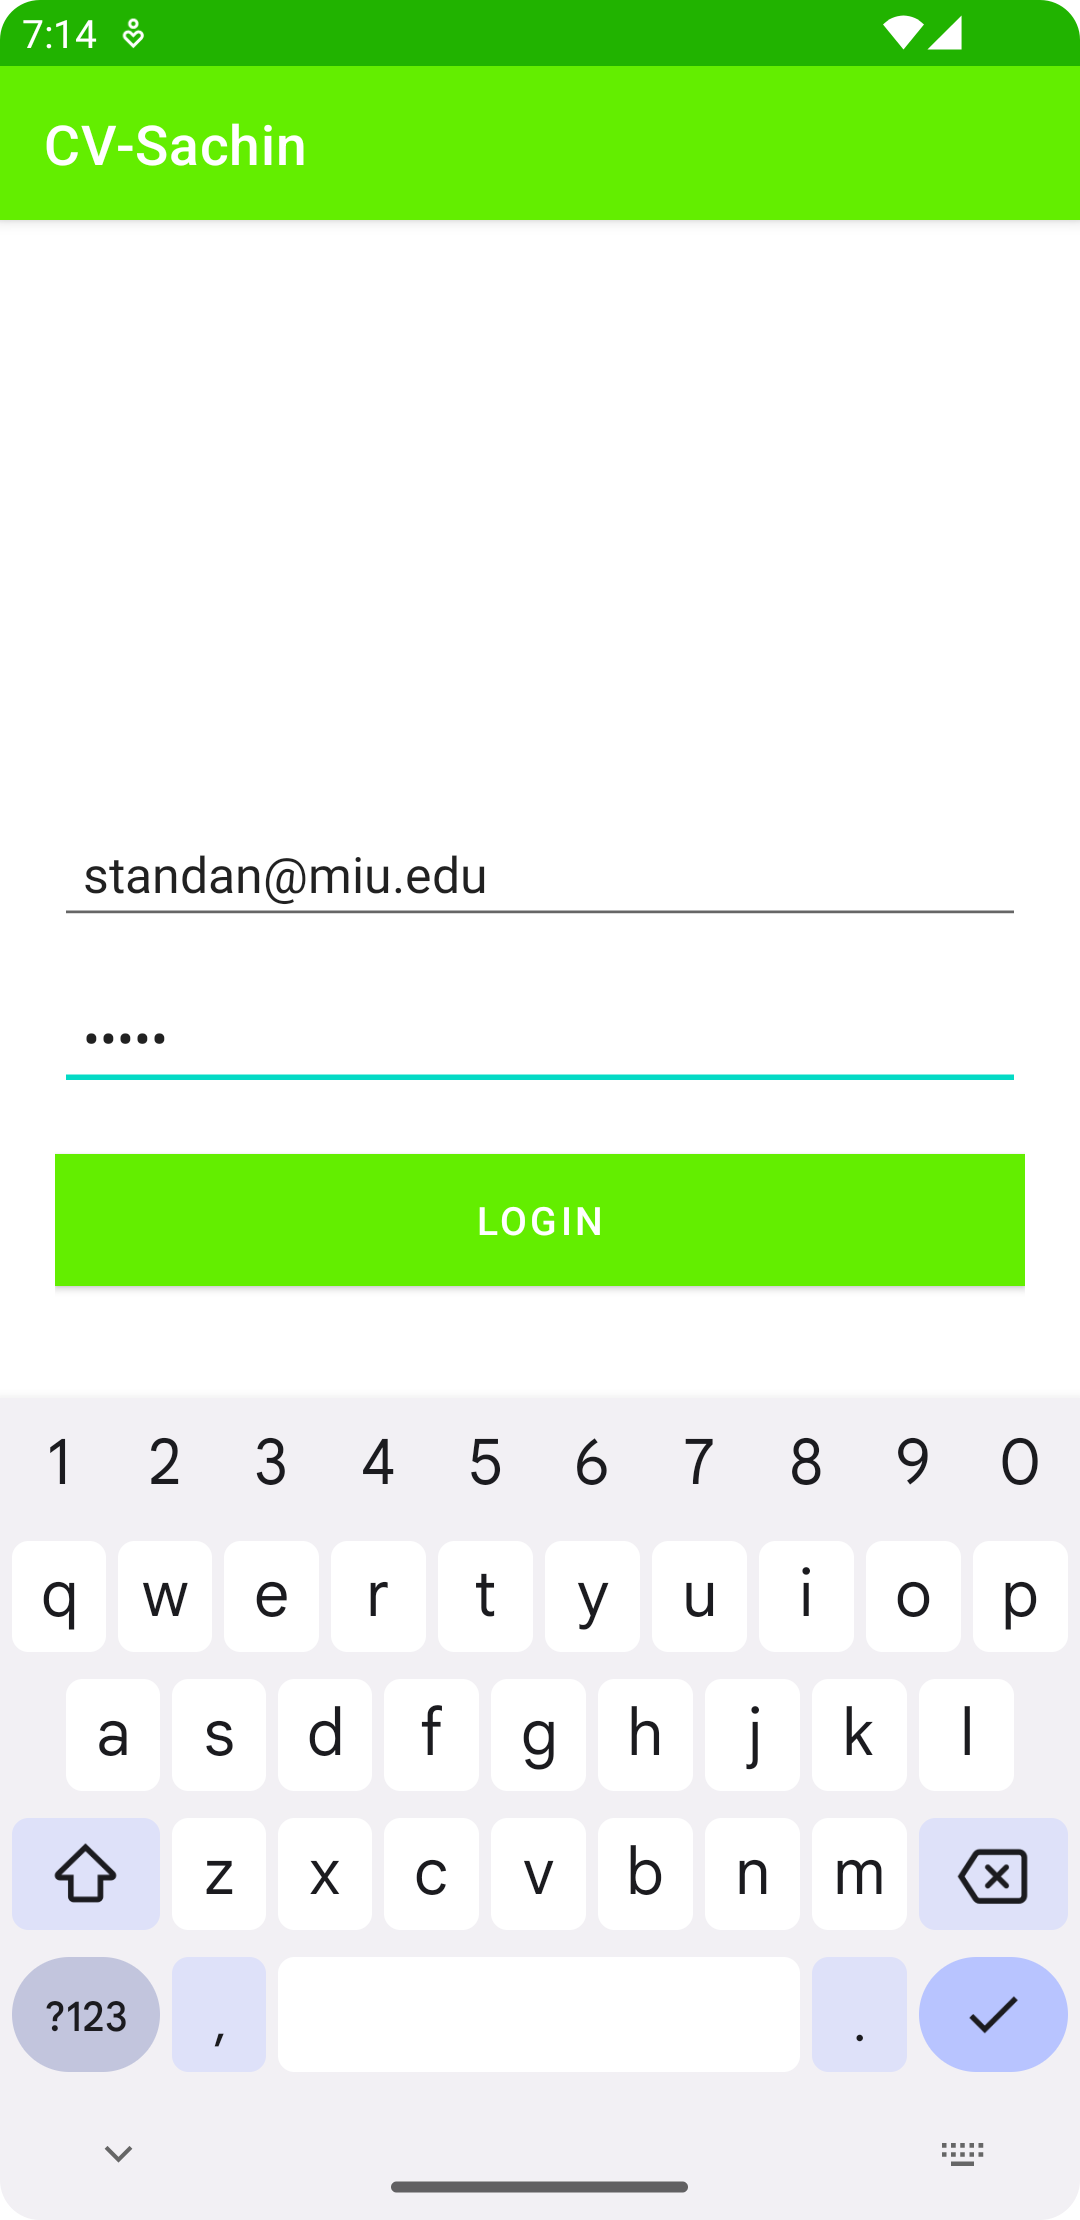 7:14
CV-Sachin
standan@miu.edu
•••••
LOGIN
1 2 3 4 5 6 7 8 9 0
q w e r t y u i o p
a s d f g h j k l
z x c v b n m
?123 , .